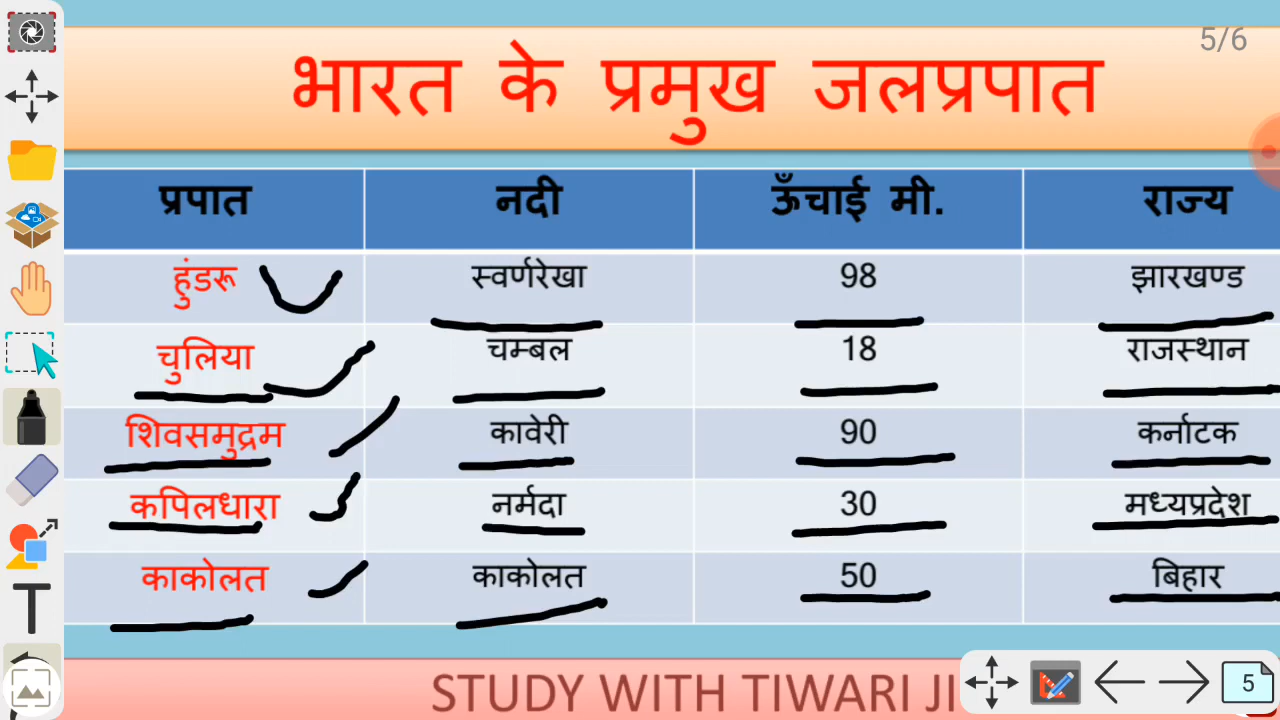 5/6
भारत के प्रमुख जलप्रपात
प्रपात नदी ऊँचाई मी. राज्य
हुंडरू स्वर्णरेखा 98 झारखण्ड
चुलिया चम्बल 18 राजस्थान
शिवसमुद्रम कावेरी 90 कर्नाटक
कपिलधारा नर्मदा 30 मध्यप्रदेश
काकोलत काकोलत 50 बिहार
STUDY WITH TIWARI JI
T
5